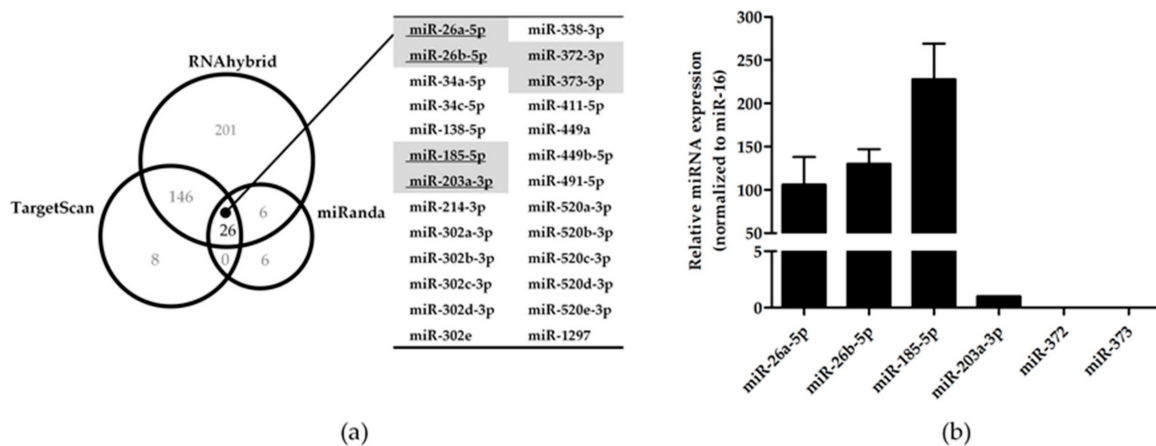 RNAhybrid
201
TargetScan
146
6
miRanda
26
8
0
6
miR-26a-5p miR-338-3p
miR-26b-5p miR-372-3p
miR-34a-5p miR-373-3p
miR-34c-5p miR-411-5p
miR-138-5p miR-449a
miR-185-5p miR-449b-5p
miR-203a-3p miR-491-5p
miR-214-3p miR-520a-3p
miR-302a-3p miR-520b-3p
miR-302b-3p miR-520c-3p
miR-302c-3p miR-520d-3p
miR-302d-3p miR-520e-3p
miR-302e miR-1297
(a)
Relative miRNA expression
(normalized to miR-16)
300
250
200
150
100
50
5
0
miR-26a-5p
miR-26b-5p
miR-185-5p
miR-203a-3p
miR-372
miR-373
(b)